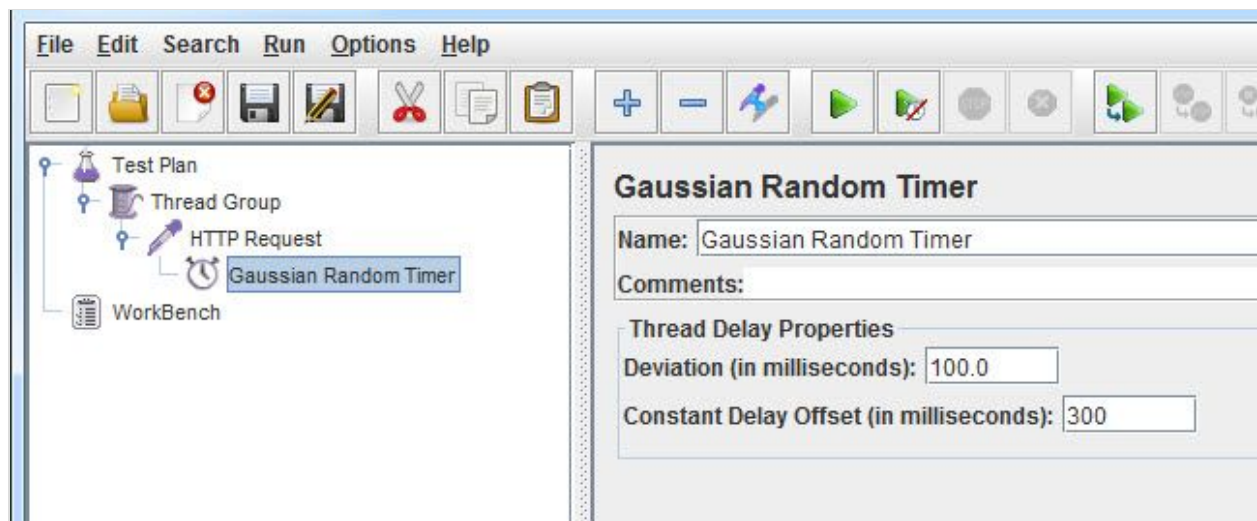 File Edit Search Run Options Help
Test Plan
Thread Group
HTTP Request
Gaussian Random Timer
WorkBench
Gaussian Random Timer
Name: Gaussian Random Timer
Comments:
Thread Delay Properties
Deviation (in milliseconds): 100.0
Constant Delay Offset (in milliseconds): 300